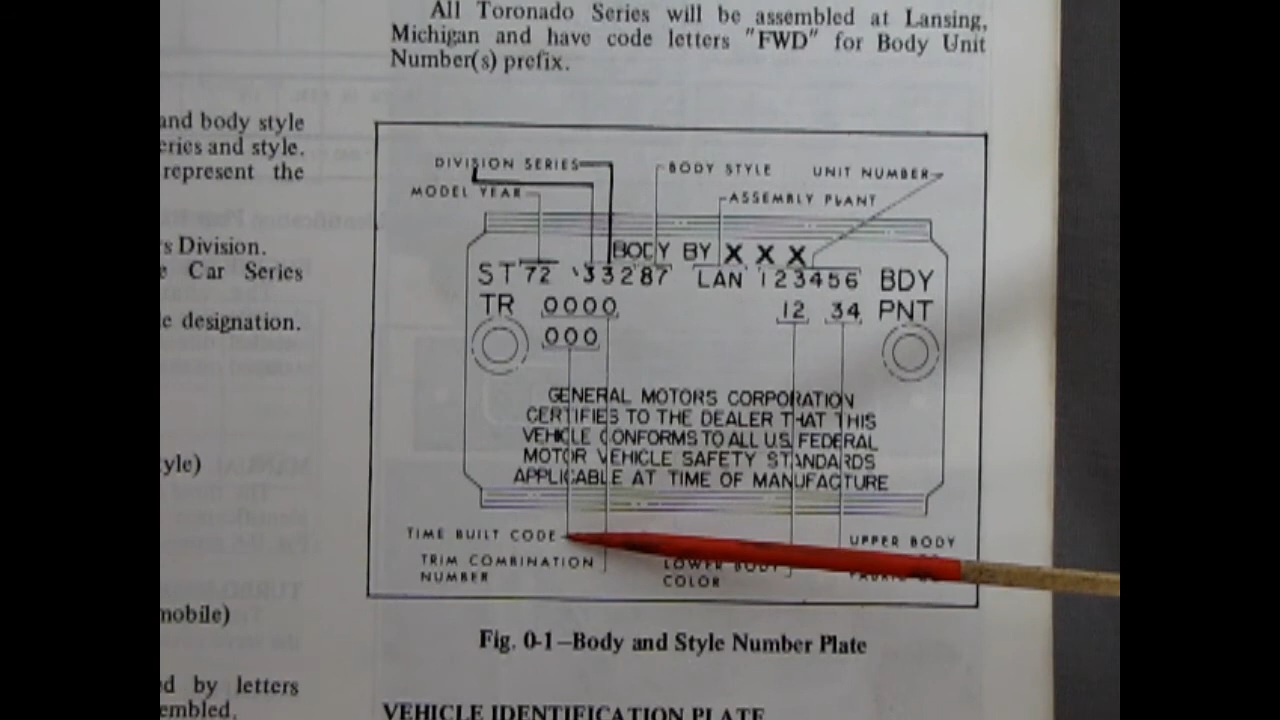 All Toronado Series will be assembled at Lansing,
Michigan and have code letters "FWD" for Body Unit
Number(s) prefix.
and body style
eries and style.
represent the
s Division.
Car Series
c designation.
yle)
mobile)
d by letters
embled.
DIVISION SERIES
BODY STYLE
UNIT NUMBER
MODEL YEAR
ASSEMBLY PLANT
BODY BY X X X
ST 72 33287 LAN 123456 BDY
TR 0000 12 34 PNT
000
GENERAL MOTORS CORPORATION
CERTIFIES TO THE DEALER THAT THIS
VEHICLE CONFORMS TO ALL U.S. FEDERAL
MOTOR VEHICLE SAFETY STANDARDS
APPLICABLE AT TIME OF MANUFACTURE
TIME BUILT CODE
UPPER BODY
TRIM COMBINATION
NUMBER
LOWER BODY
COLOR
Fig. 0-1—Body and Style Number Plate
VEHICLE IDENTIFICATION PLATE